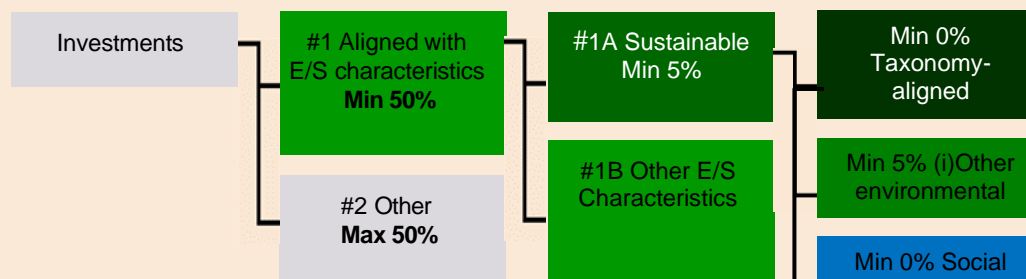 Investments
#1 Aligned with
E/S characteristics
Min 50%
#2 Other
Max 50%
#1A Sustainable
Min 5%
#1B Other E/S
Characteristics
Min 0%
Taxonomy-
aligned
Min 5% (i)Other
environmental
Min 0% Social